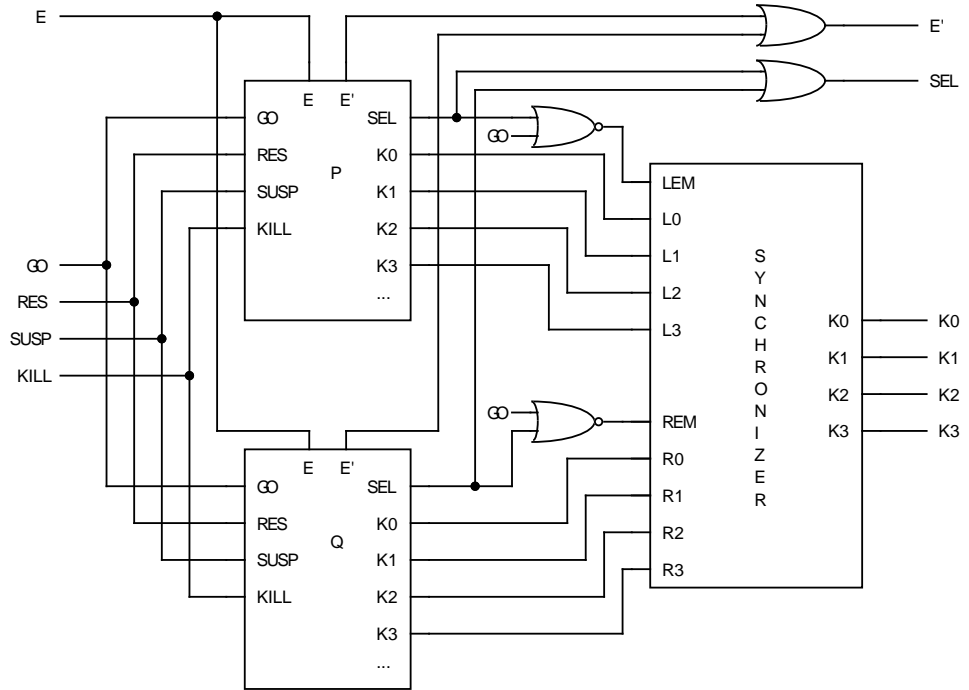 E
E'
SEL
E E'
GO
RES
SUSP
KILL
P
SEL
K0
K1
K2
K3
...
GO
LEM
L0
L1
L2
L3
REM
R0
R1
R2
R3
SYNCHRONIZER
K0
K1
K2
K3
K0
K1
K2
K3
GO
RES
SUSP
KILL
GO
E E'
GO
RES
SUSP
KILL
Q
SEL
K0
K1
K2
K3
...